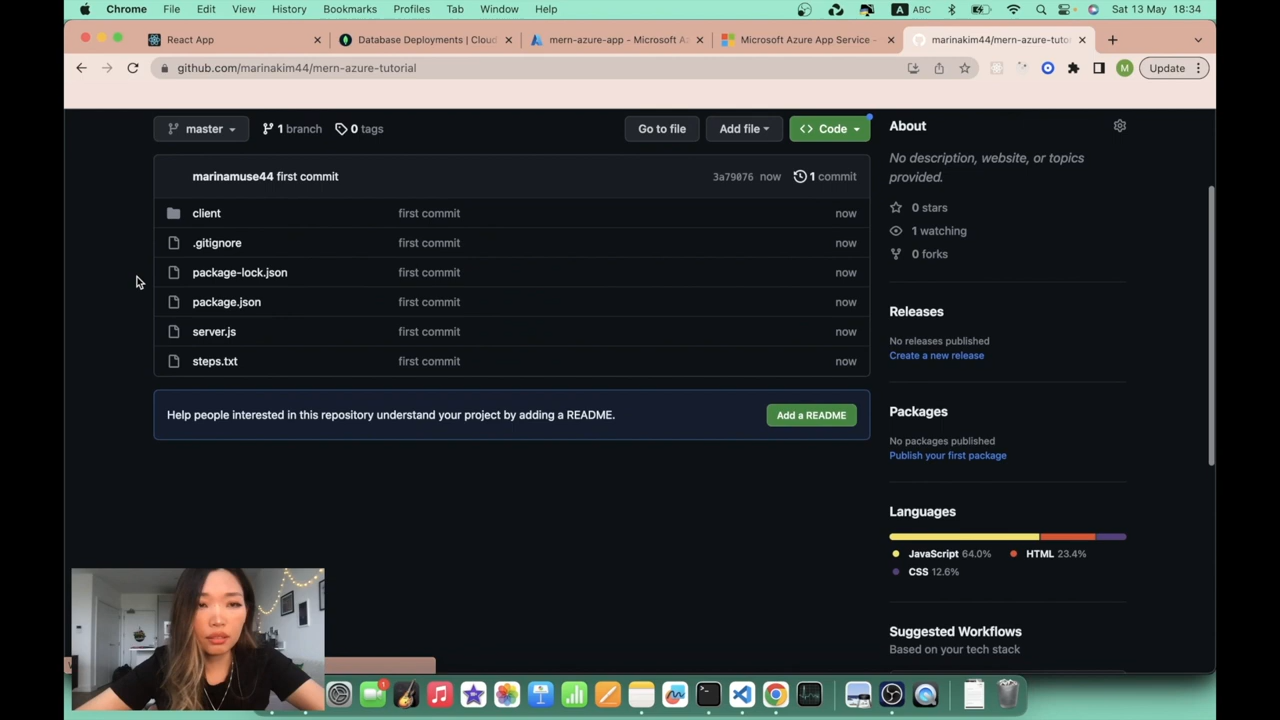 Chrome File Edit View History Bookmarks Profiles Tab Window Help A ABC Sat 13 May 18:34
React App Database Deployments | Cloud mern-azure-app - Microsoft Az Microsoft Azure App Service - marinakim44/mern-azure-tuto
github.com/marinakim44/mern-azure-tutorial M Update
master 1 branch 0 tags Go to file Add file Code
About
No description, website, or topics
provided.
marinamuse44 first commit 3a79076 now 1 commit
client first commit now
.gitignore first commit now
package-lock.json first commit now
package.json first commit now
server.js first commit now
steps.txt first commit now
0 stars
1 watching
0 forks
Releases
No releases published
Create a new release
Help people interested in this repository understand your project by adding a README. Add a README
Packages
No packages published
Publish your first package
Languages
JavaScript 64.0% HTML 23.4%
CSS 12.6%
Suggested Workflows
Based on your tech stack
1